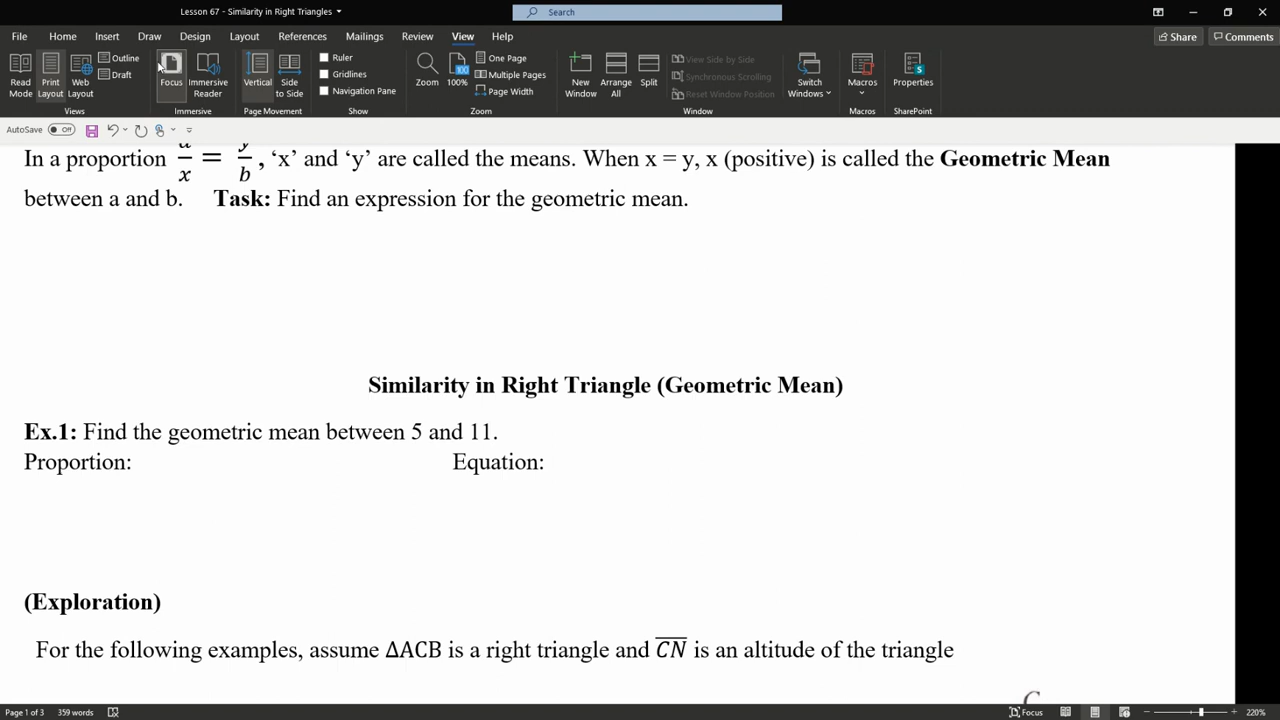 Lesson 67 - Similarity in Right Triangles
Search
File Home Insert Draw Design Layout References Mailings Review View Help
Share Comments
Read Mode Print Layout Web Layout Outline Draft Focus Immersive Reader Vertical Side to Side Ruler Gridlines Navigation Pane Zoom 100% One Page Multiple Pages Page Width New Window Arrange All Split View Side by Side Synchronous Scrolling Reset Window Position Switch Windows Macros Properties
Views Immersive Page Movement Show Zoom Window Macros SharePoint
AutoSave Off
In a proportion a/x = y/b, ‘x’ and ‘y’ are called the means. When x = y, x (positive) is called the Geometric Mean
between a and b. Task: Find an expression for the geometric mean.
Similarity in Right Triangle (Geometric Mean)
Ex.1: Find the geometric mean between 5 and 11.
Proportion: Equation:
(Exploration)
For the following examples, assume ΔACB is a right triangle and C̅N̅ is an altitude of the triangle
C
Page 1 of 3 359 words Focus 220%